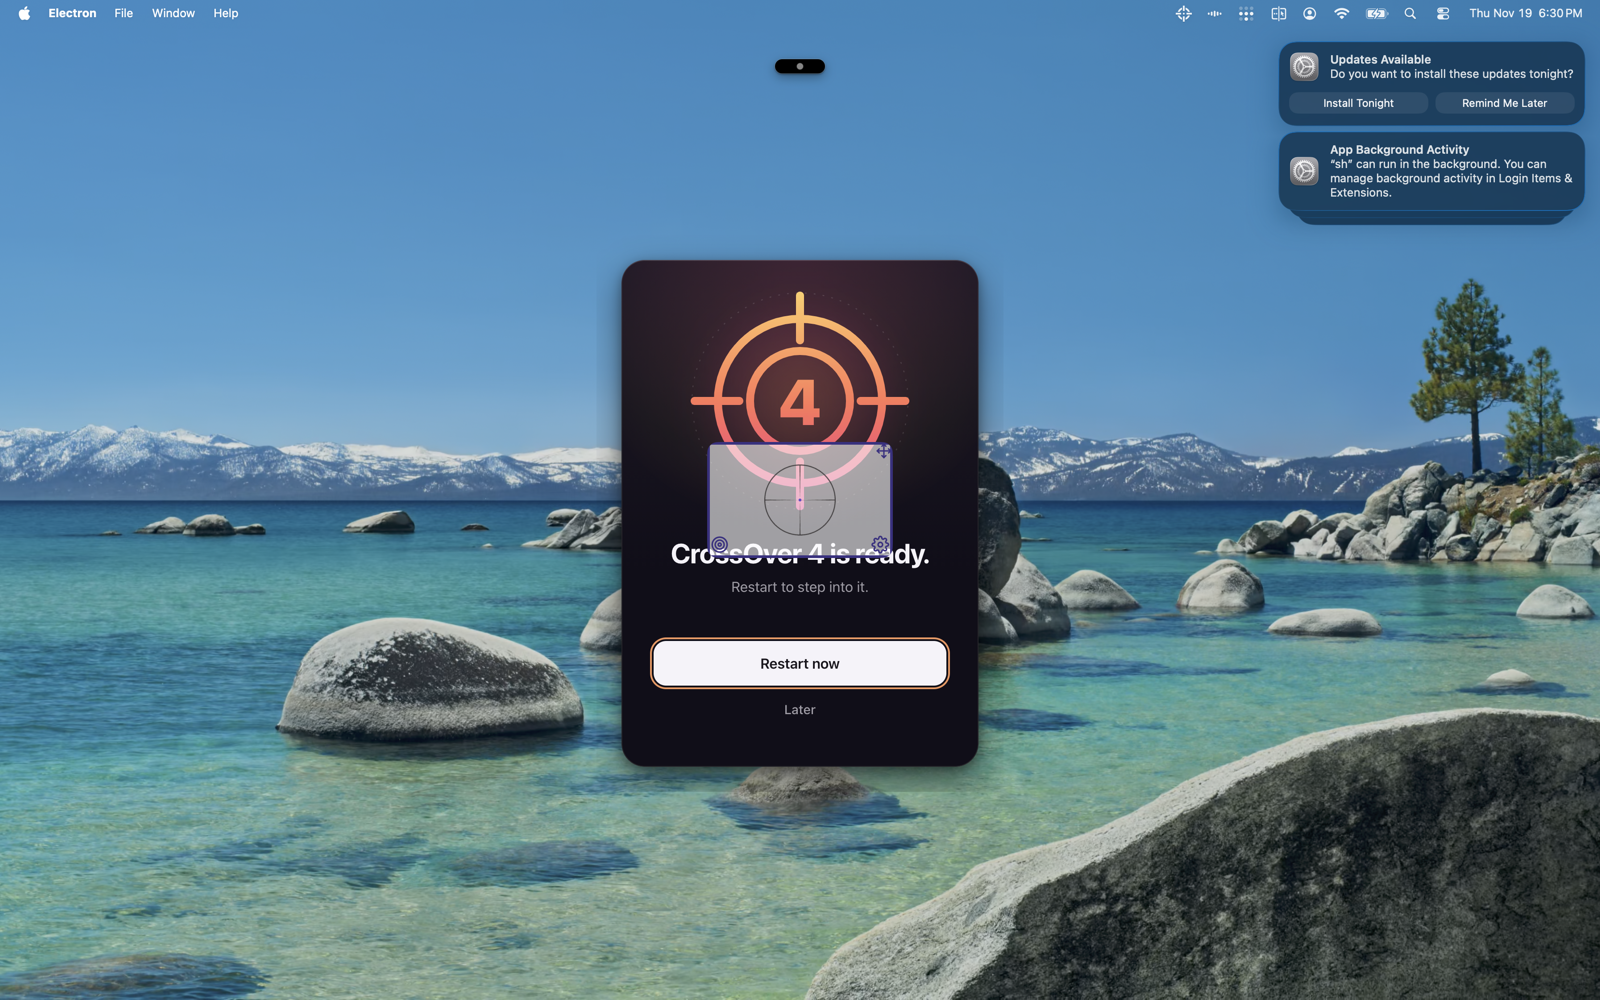 Electron File Window Help
Thu Nov 19 6:30 PM
Updates Available
Do you want to install these updates tonight?
Install Tonight Remind Me Later
App Background Activity
“sh” can run in the background. You can
manage background activity in Login Items &
Extensions.
4
CrossOver 4 is ready.
Restart to step into it.
Restart now
Later